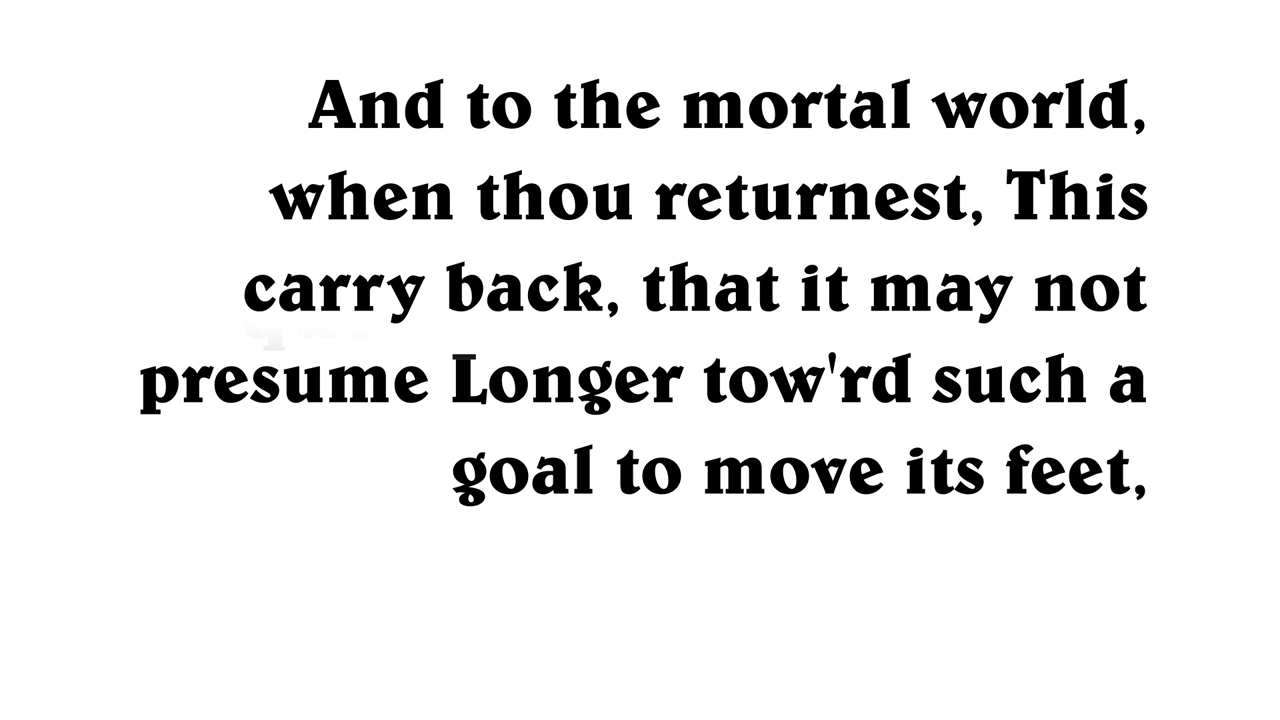 And to the mortal world,
when thou returnest, This
carry back, that it may not
presume Longer tow'rd such a
goal to move its feet,